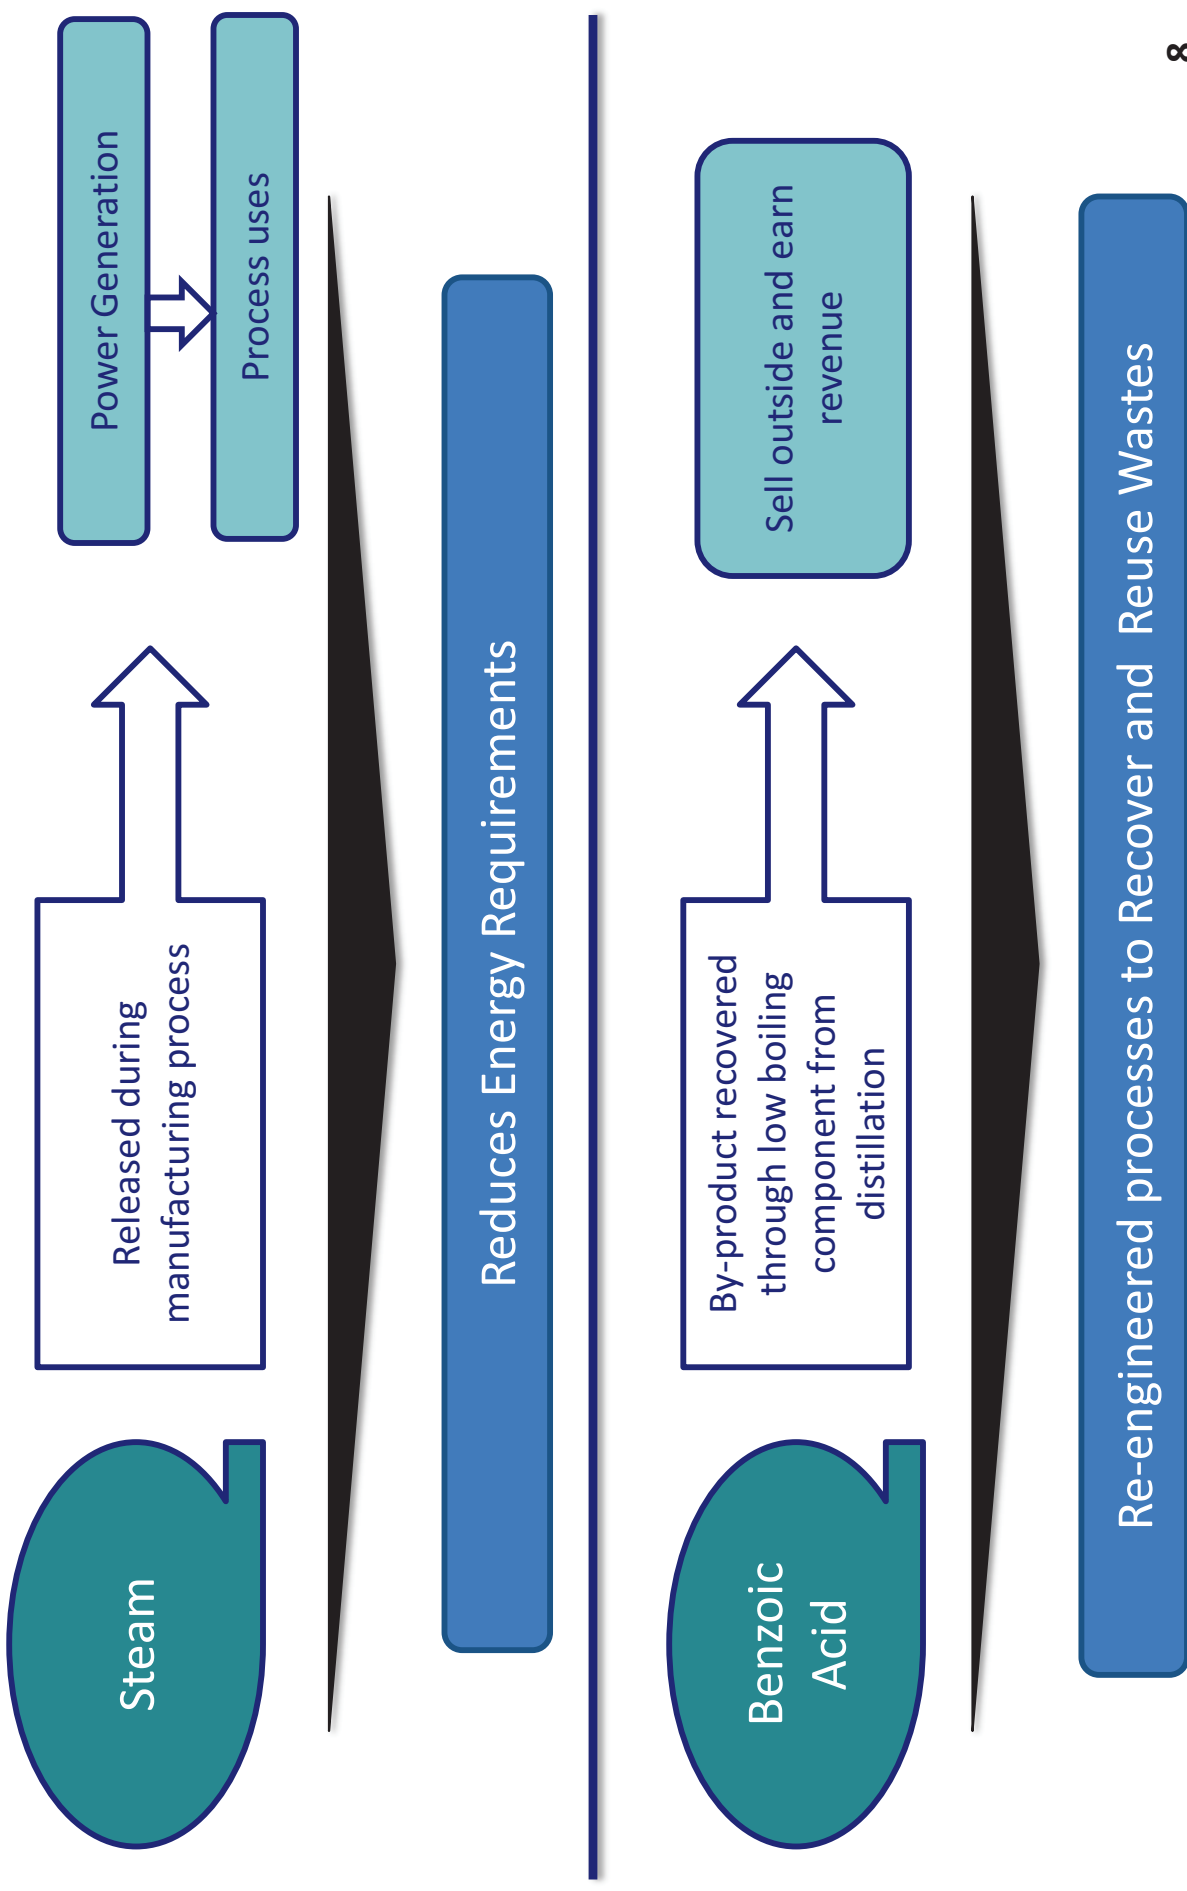 Steam
Released during
manufacturing process
Power Generation
Process uses
Reduces Energy Requirements
Benzoic
Acid
By-product recovered
through low boiling
component from
distillation
Sell outside and earn
revenue
Re-engineered processes to Recover and  Reuse Wastes
8